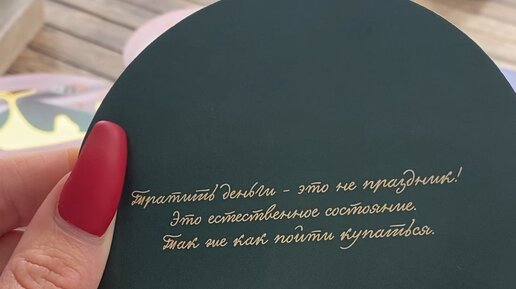 Тратить деньги - это не праздник!
Это естественное состояние.
Так же как пойти купаться.